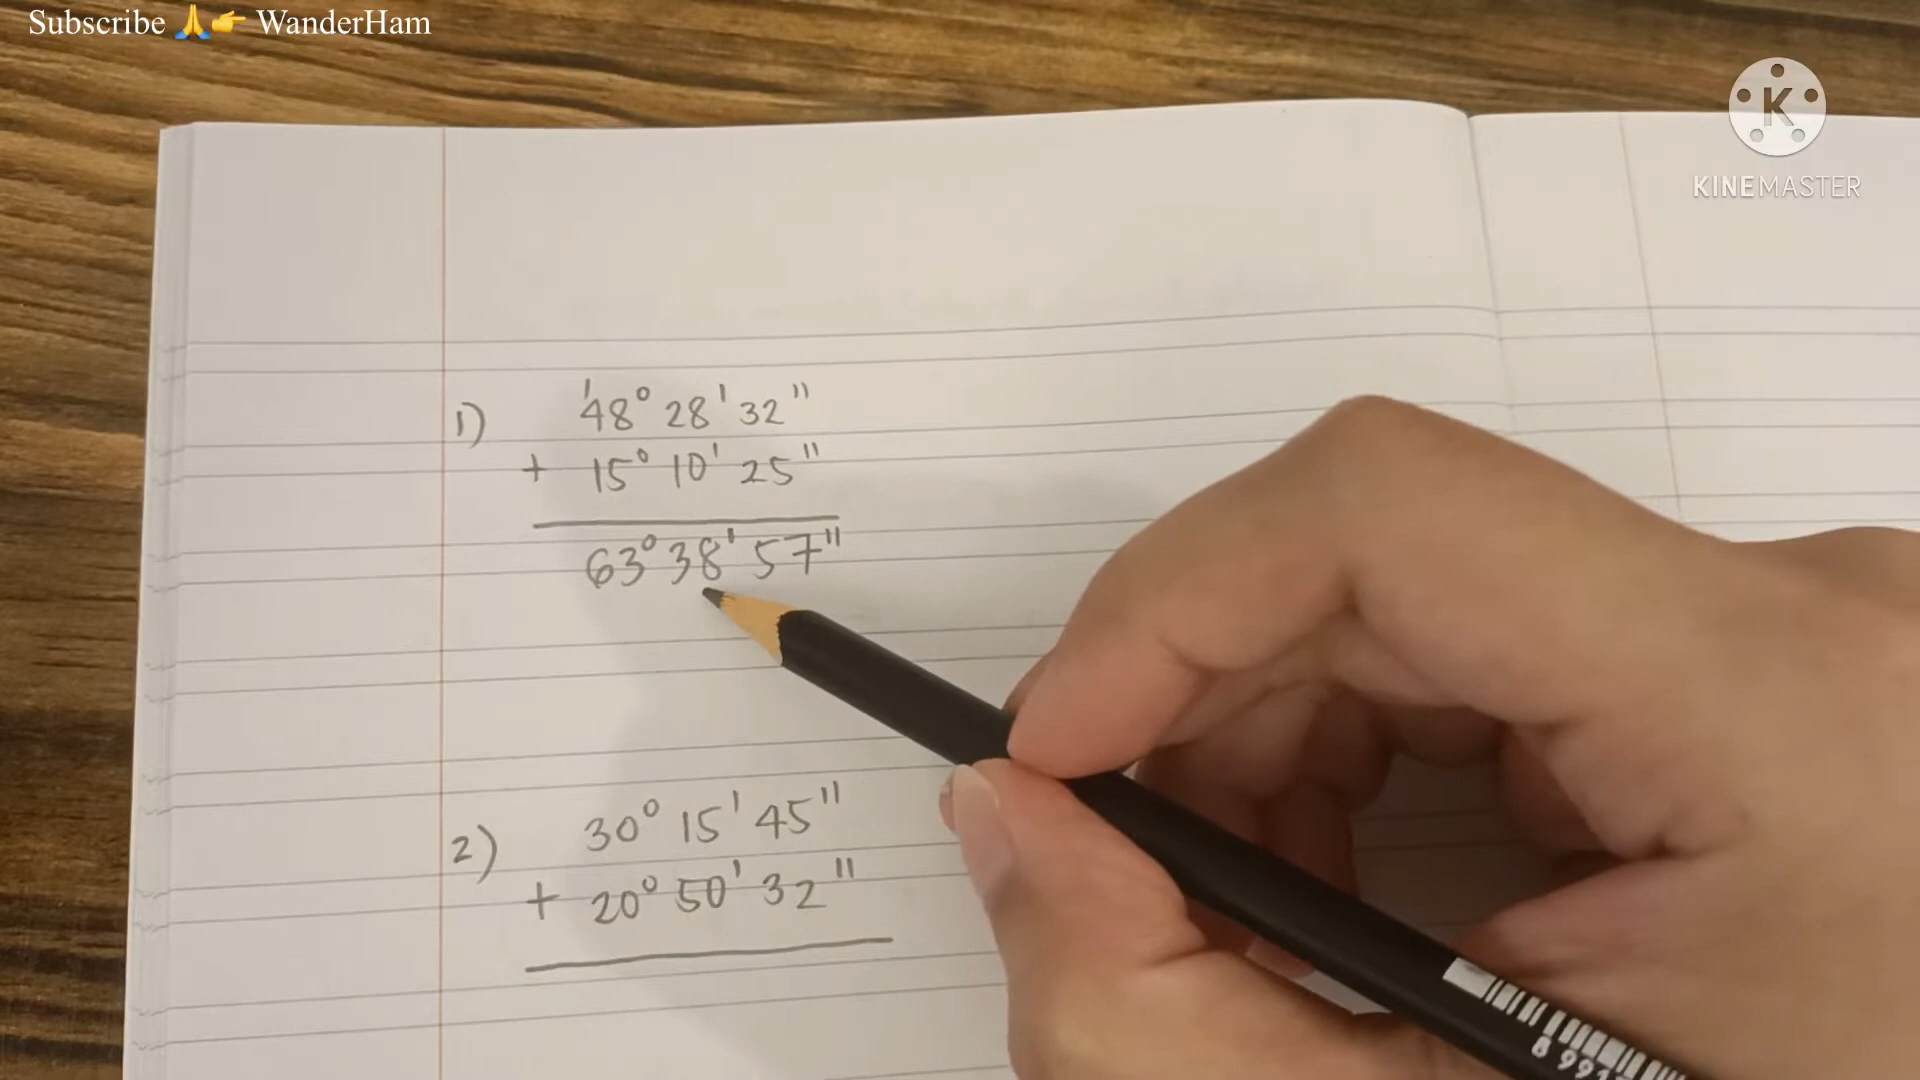 Subscribe 🙏👉 WanderHam
KINEMASTER
1) 48° 28' 32"
+ 15° 10' 25"
63° 38' 57"
2) 30° 15' 45"
+ 20° 50' 32"